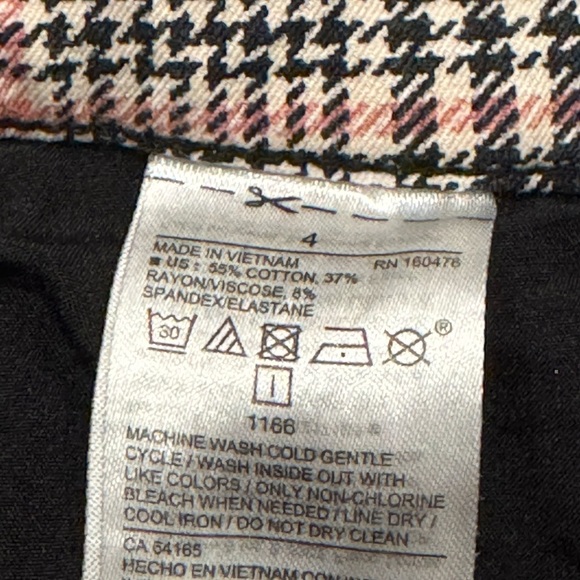 4
MADE IN VIETNAM RN 160476
■ US : 55% COTTON, 37%
RAYON/VISCOSE, 8%
SPANDEX/ELASTANE
30 ®
1166
MACHINE WASH COLD GENTLE
CYCLE / WASH INSIDE OUT WITH
LIKE COLORS / ONLY NON-CHLORINE
BLEACH WHEN NEEDED / LINE DRY /
COOL IRON / DO NOT DRY CLEAN
CA 54165
HECHO EN VIETNAM CON